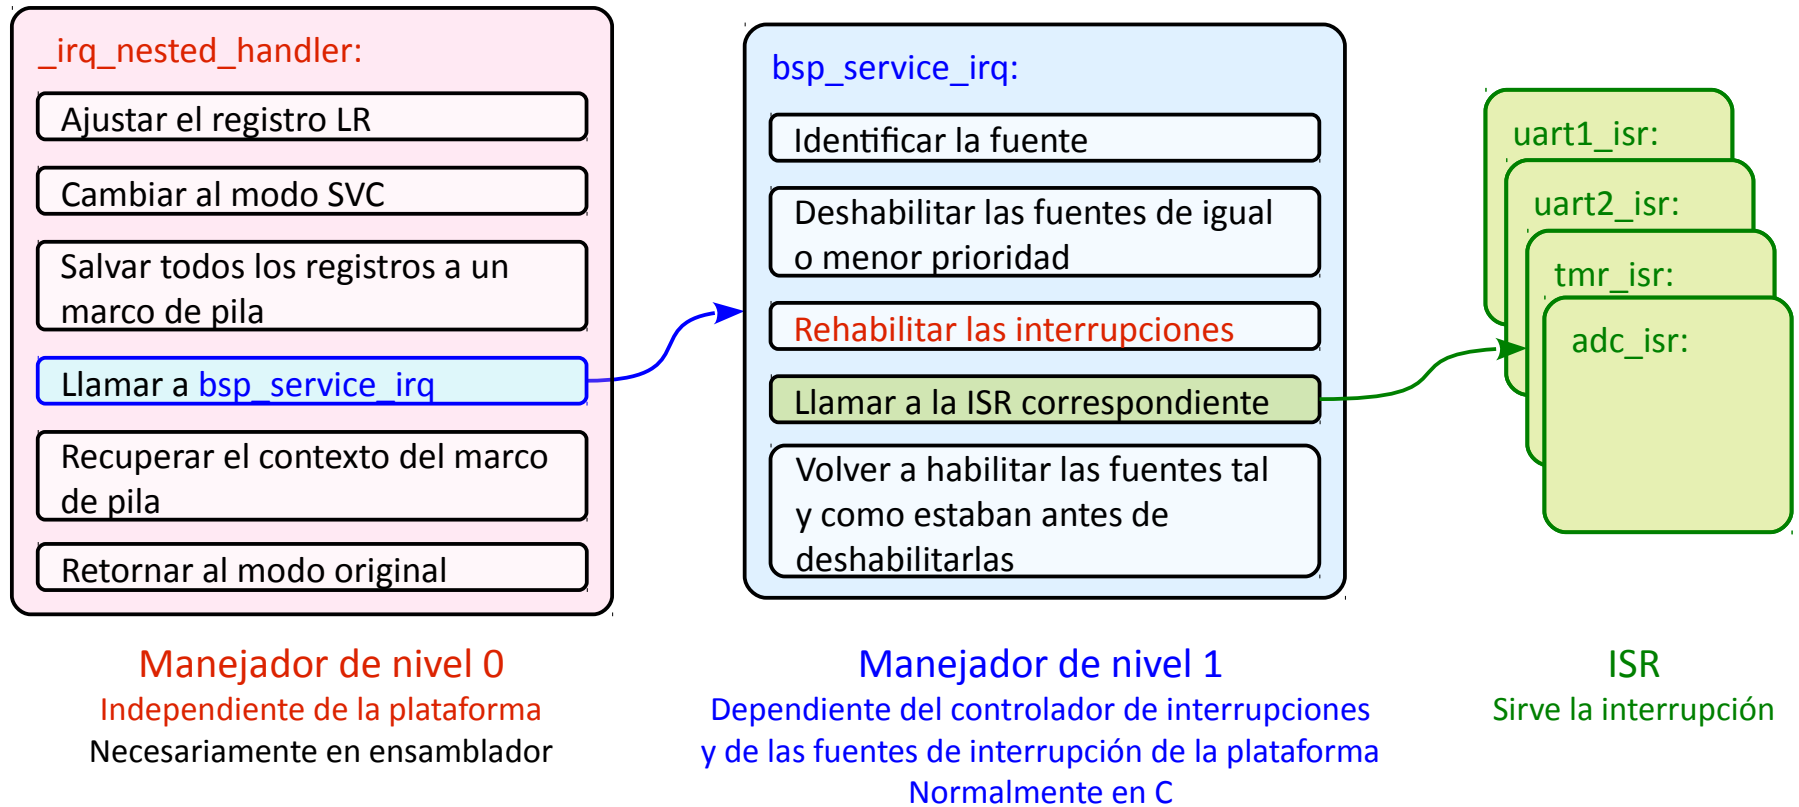 _irq_nested_handler:
Ajustar el registro LR
Cambiar al modo SVC
Salvar todos los registros a un
marco de pila
Llamar a bsp_service_irq
Recuperar el contexto del marco
de pila
Retornar al modo original
Manejador de nivel 0
Independiente de la plataforma
Necesariamente en ensamblador
bsp_service_irq:
Identificar la fuente
Deshabilitar las fuentes de igual
o menor prioridad
Rehabilitar las interrupciones
Llamar a la ISR correspondiente
Volver a habilitar las fuentes tal
y como estaban antes de
deshabilitarlas
Manejador de nivel 1
Dependiente del controlador de interrupciones
y de las fuentes de interrupción de la plataforma
Normalmente en C
uart1_isr:
uart2_isr:
tmr_isr:
adc_isr:
ISR
Sirve la interrupción